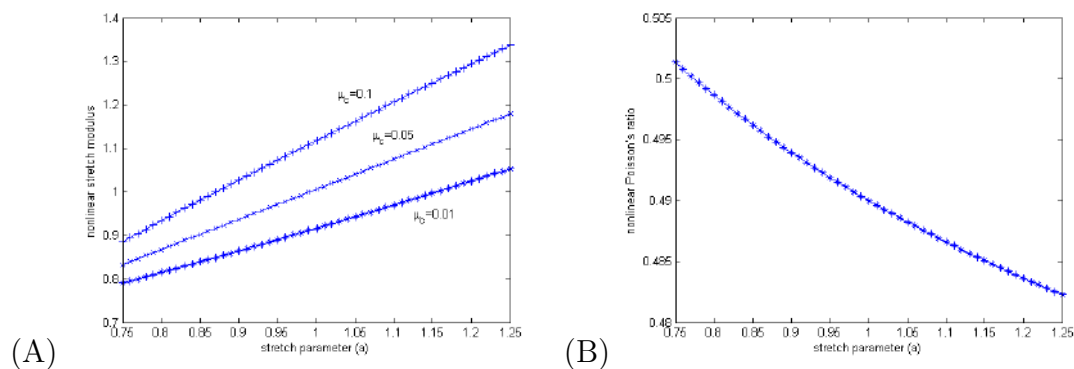 1.4
1.3
1.2
1.1
1
0.9
0.8
0.7
nonlinear stretch modulus
μc=0.1
μc=0.05
μc=0.01
0.75 0.8 0.85 0.9 0.95 1 1.05 1.1 1.15 1.2 1.25
stretch parameter (a)
(A)
0.505
0.5
0.495
0.49
0.485
0.48
nonlinear Poisson's ratio
0.75 0.8 0.85 0.9 0.95 1 1.05 1.1 1.15 1.2 1.25
stretch parameter (a)
(B)